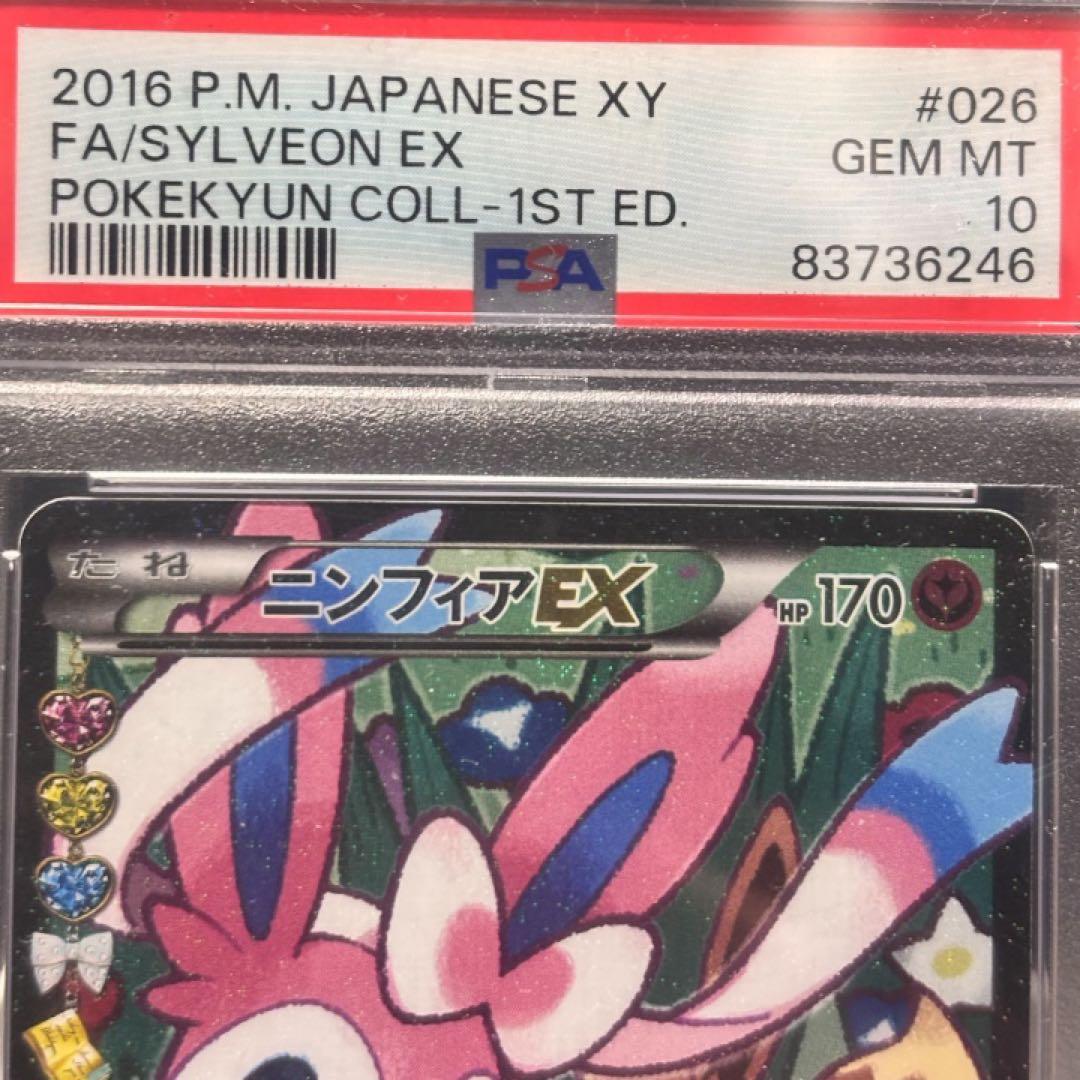 2016 P.M. JAPANESE XY #026
FA/SYLVEON EX GEM MT
POKEKYUN COLL-1ST ED. 10
PSA 83736246
たね ニンフィアEX HP 170